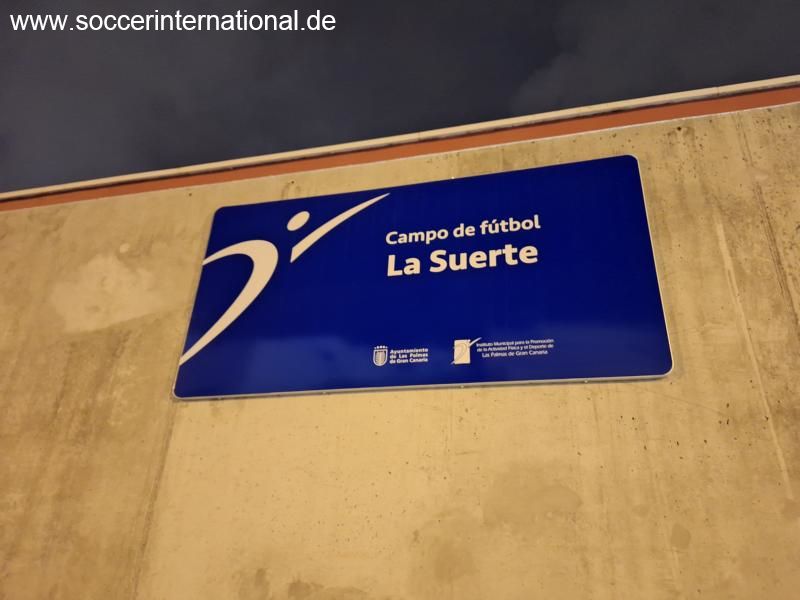 www.soccerinternational.de
Campo de fútbol
La Suerte
Ayuntamiento
de Las Palmas
de Gran Canaria
Instituto Municipal para la Promoción
de la Actividad Física y el Deporte de
Las Palmas de Gran Canaria